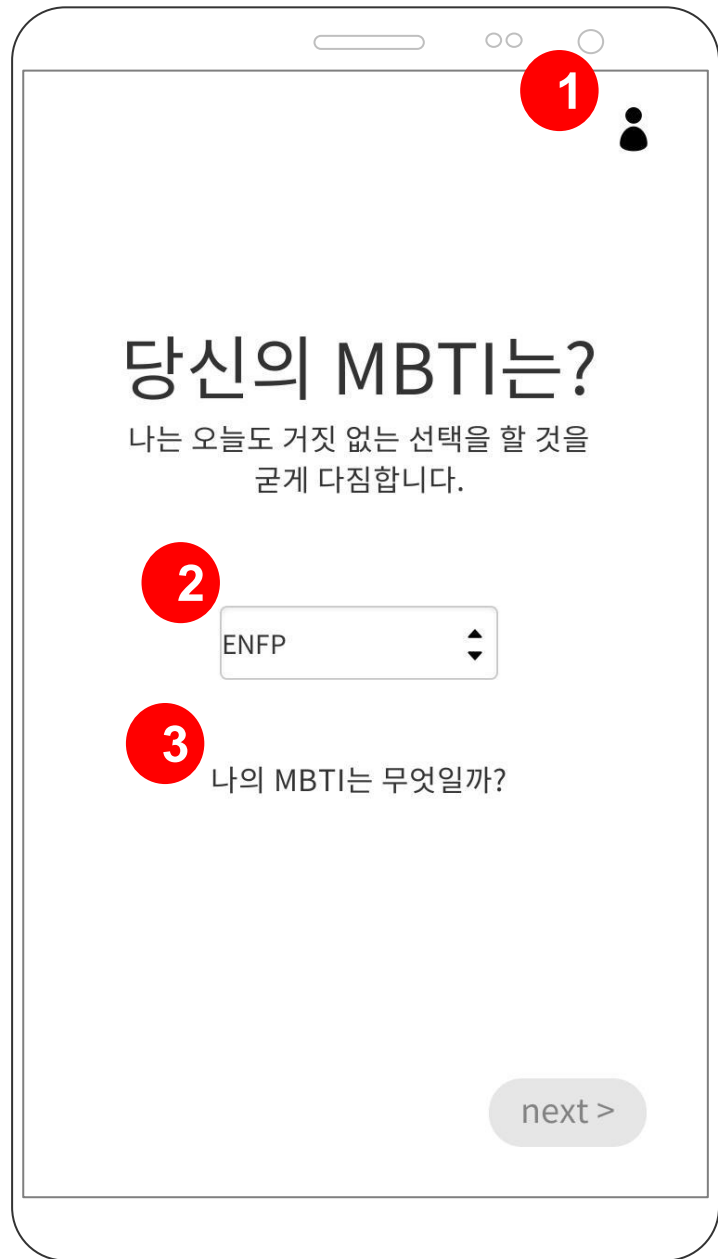 1
당신의 MBTI는?
나는 오늘도 거짓 없는 선택을 할 것을
굳게 다짐합니다.
2
ENFP
3
나의 MBTI는 무엇일까?
next >